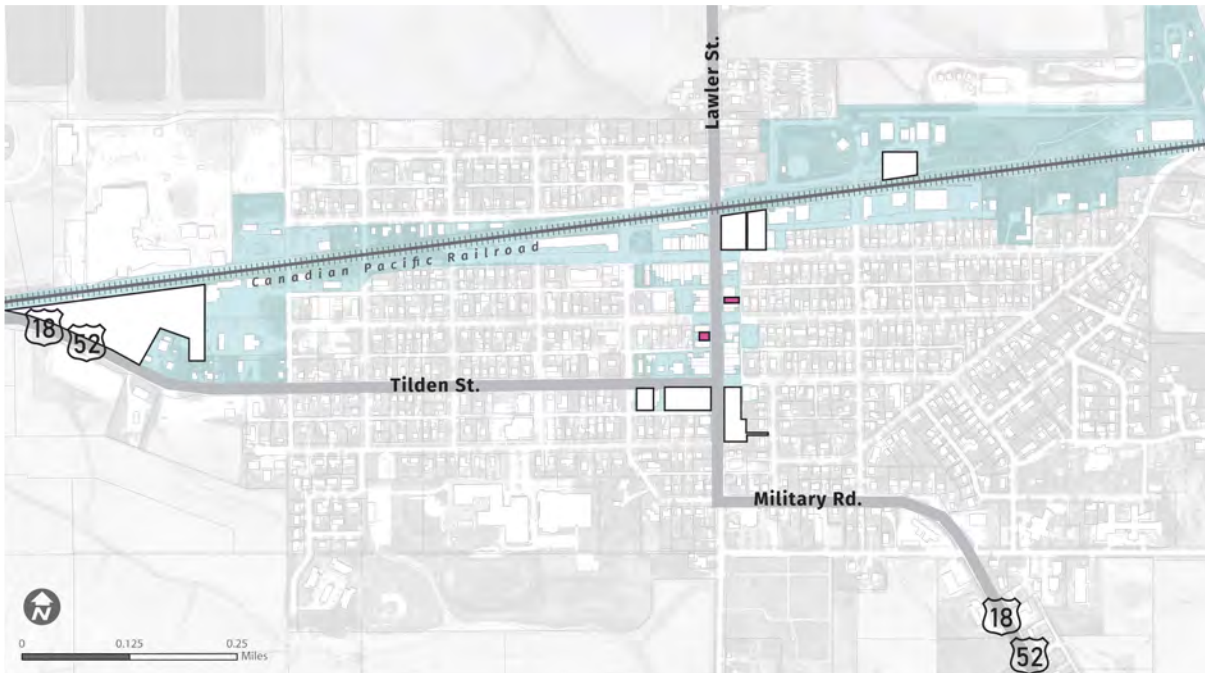 Lawler St.
Canadian Pacific Railroad
18
52
Tilden St.
Military Rd.
N
0 0.125 0.25
Miles
18
52